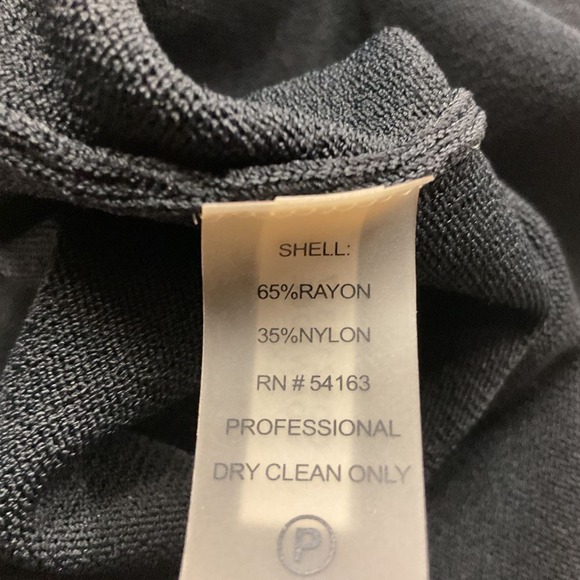 SHELL:
65%RAYON
35%NYLON
RN # 54163
PROFESSIONAL
DRY CLEAN ONLY
P